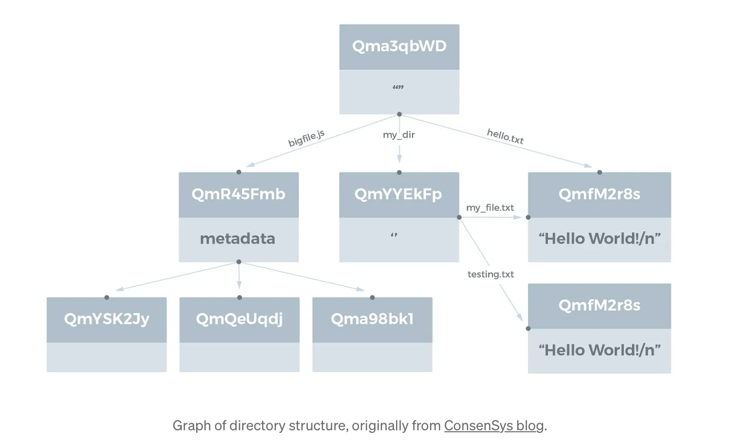 Qma3qbWD
“”
bigfile.js
my_dir
hello.txt
QmR45Fmb
metadata
QmYYEkFp
‘’
my_file.txt
testing.txt
QmfM2r8s
“Hello World!/n”
QmfM2r8s
“Hello World!/n”
QmYSK2Jy
QmQeUqdj
Qma98bk1
Graph of directory structure, originally from ConsenSys blog.